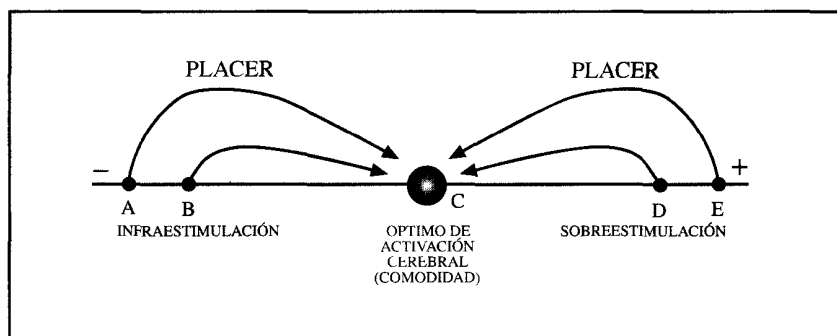 PLACER PLACER
− +
A B C D E
INFRAESTIMULACIÓN
OPTIMO DE
ACTIVACIÓN
CEREBRAL
(COMODIDAD)
SOBREESTIMULACIÓN